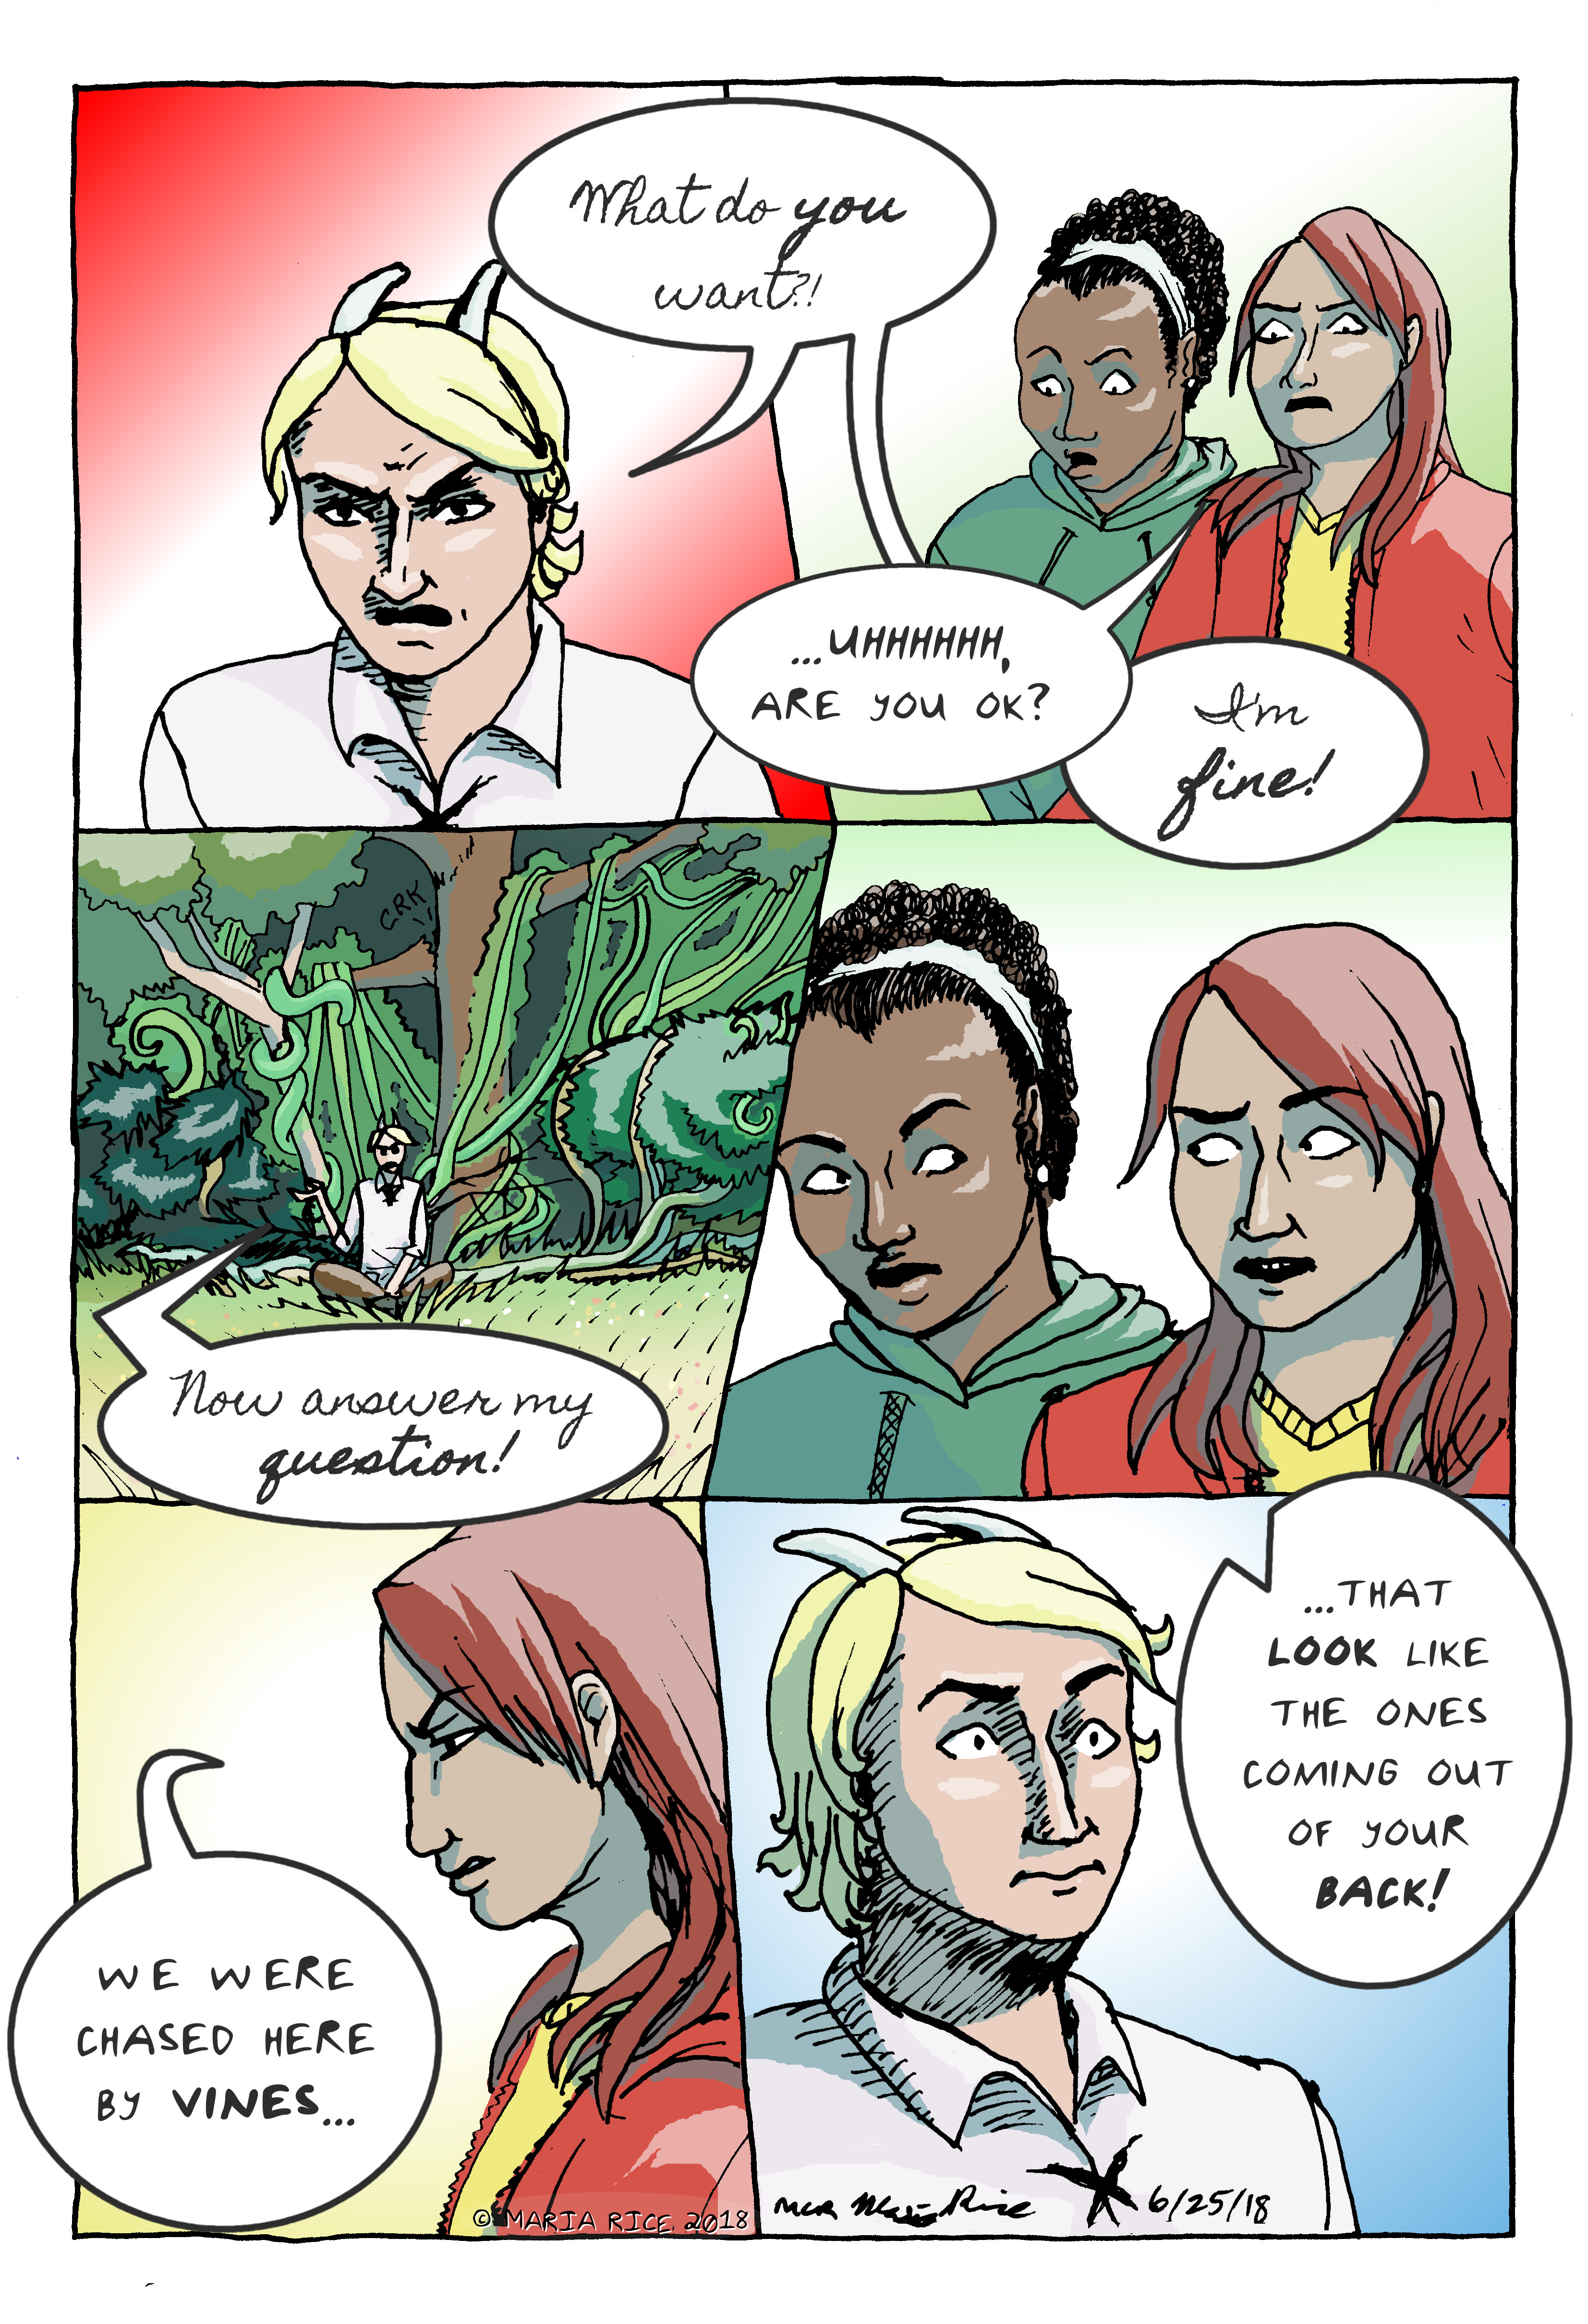 What do you
want?!
...UHHHHHH,
ARE YOU OK?
I'm
fine!
CRK
Now answer my
question!
WE WERE
CHASED HERE
BY VINES...
...THAT
LOOK LIKE
THE ONES
COMING OUT
OF YOUR
BACK!
© MARIA RICE. 2018
6/25/18